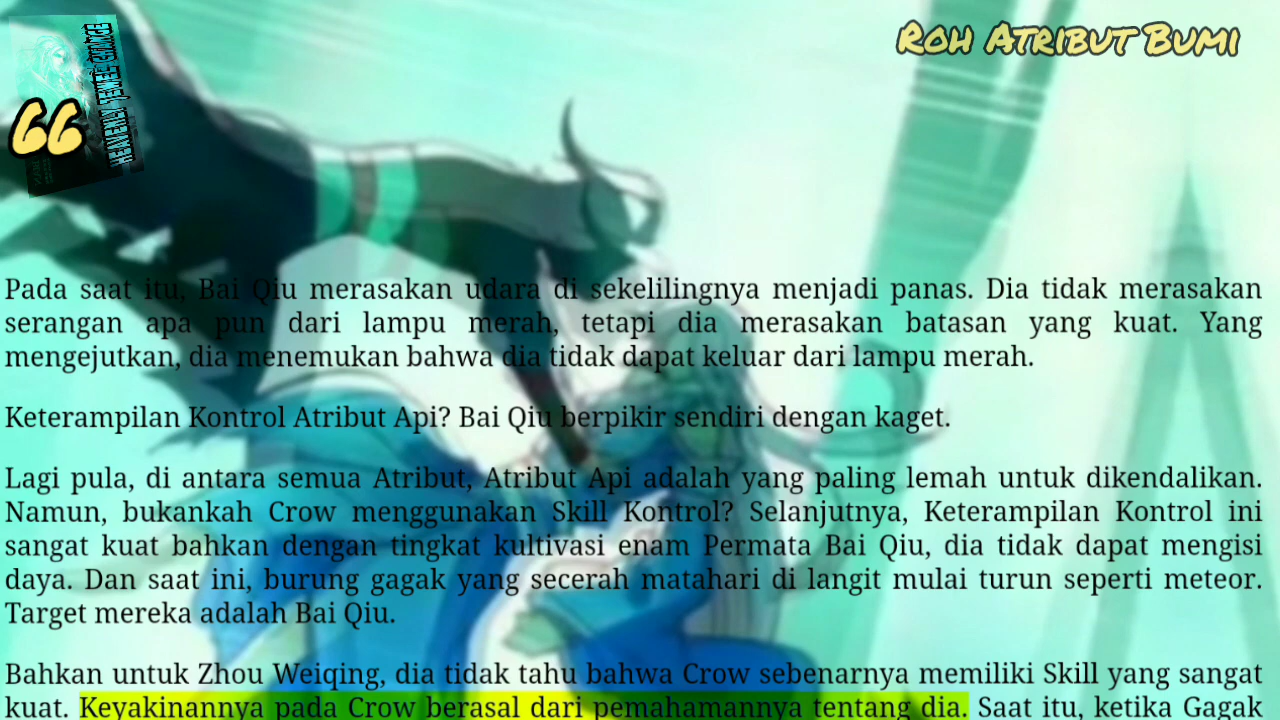 HEAVENLY JEWEL CHANGE
66
Roh Atribut Bumi
Pada saat itu, Bai Qiu merasakan udara di sekelilingnya menjadi panas. Dia tidak merasakan
serangan apa pun dari lampu merah, tetapi dia merasakan batasan yang kuat. Yang
mengejutkan, dia menemukan bahwa dia tidak dapat keluar dari lampu merah.
Keterampilan Kontrol Atribut Api? Bai Qiu berpikir sendiri dengan kaget.
Lagi pula, di antara semua Atribut, Atribut Api adalah yang paling lemah untuk dikendalikan.
Namun, bukankah Crow menggunakan Skill Kontrol? Selanjutnya, Keterampilan Kontrol ini
sangat kuat bahkan dengan tingkat kultivasi enam Permata Bai Qiu, dia tidak dapat mengisi
daya. Dan saat ini, burung gagak yang secerah matahari di langit mulai turun seperti meteor.
Target mereka adalah Bai Qiu.
Bahkan untuk Zhou Weiqing, dia tidak tahu bahwa Crow sebenarnya memiliki Skill yang sangat
kuat. Keyakinannya pada Crow berasal dari pemahamannya tentang dia. Saat itu, ketika Gagak